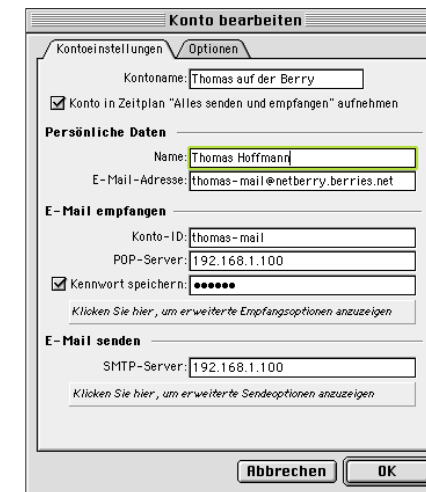 Konto bearbeiten
Kontoeinstellungen Optionen
Kontoname: Thomas auf der Berry
Konto in Zeitplan "Alles senden und empfangen" aufnehmen
Persönliche Daten
Name: Thomas Hoffmann
E-Mail-Adresse: thomas-mail@netberry.berries.net
E-Mail empfangen
Konto-ID: thomas-mail
POP-Server: 192.168.1.100
Kennwort speichern: ●●●●●●
Klicken Sie hier, um erweiterte Empfangsoptionen anzuzeigen
E-Mail senden
SMTP-Server: 192.168.1.100
Klicken Sie hier, um erweiterte Sendeoptionen anzuzeigen
Abbrechen OK